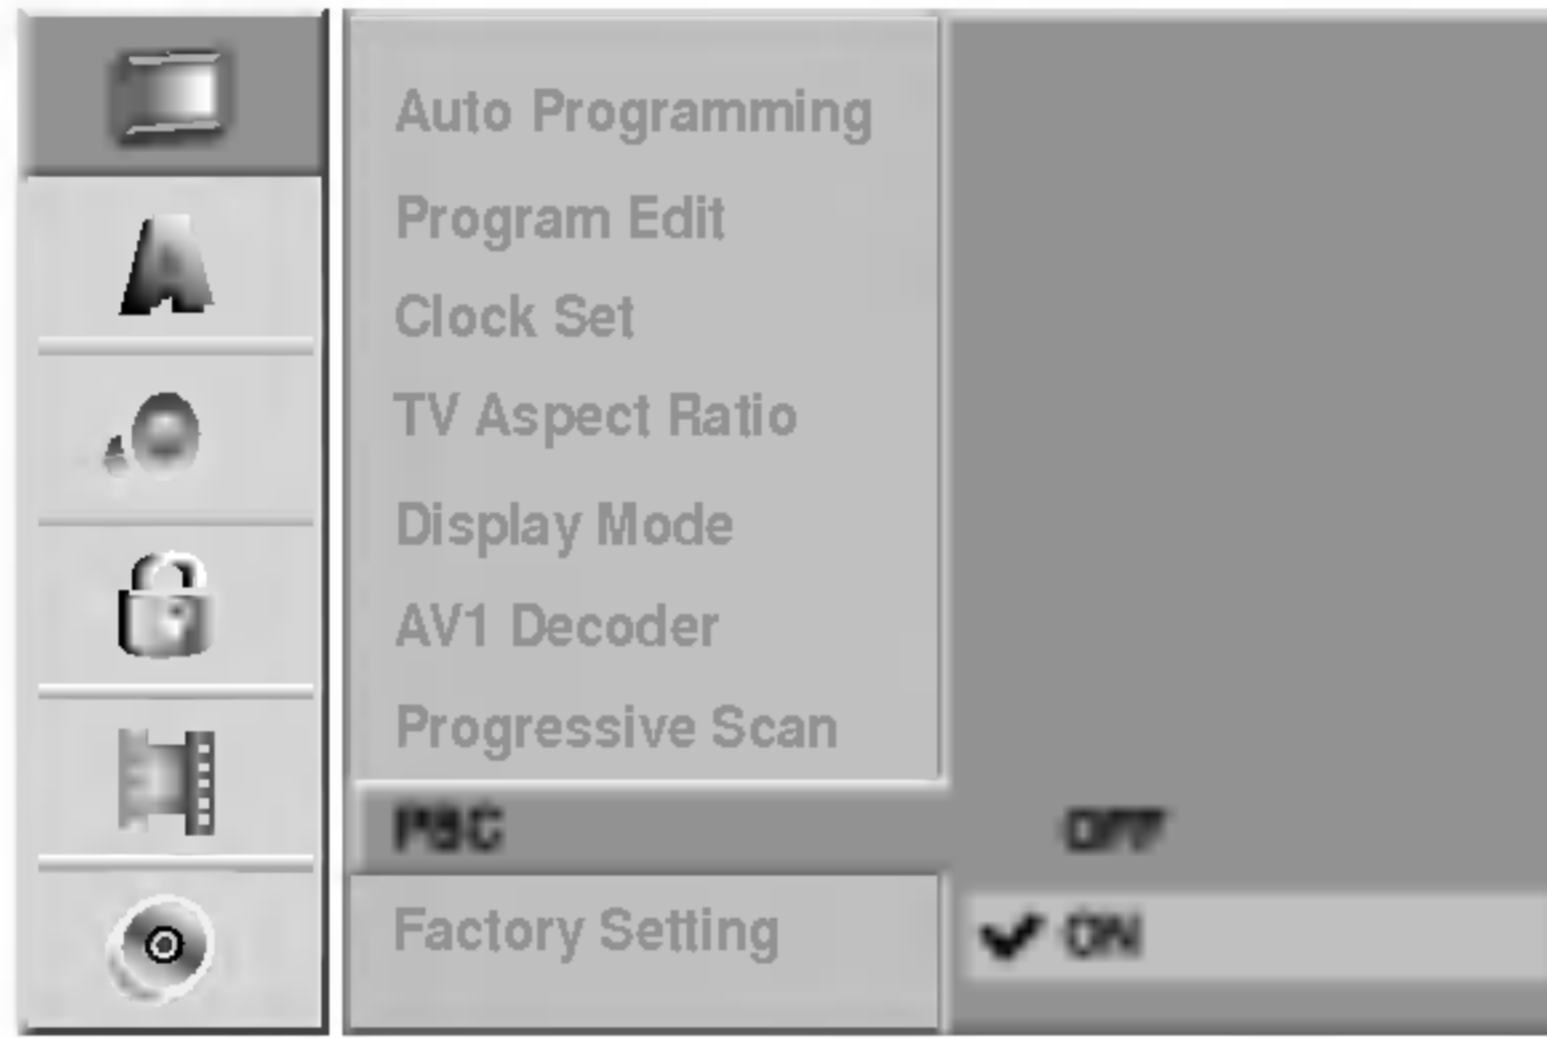 Auto Programming
Program Edit
Clock Set
TV Aspect Ratio
Display Mode
AV1 Decoder
Progressive Scan
PBC OFF
Factory Setting ✔ ON